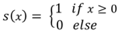 s(x) = {1 if x ≥ 0
0 else